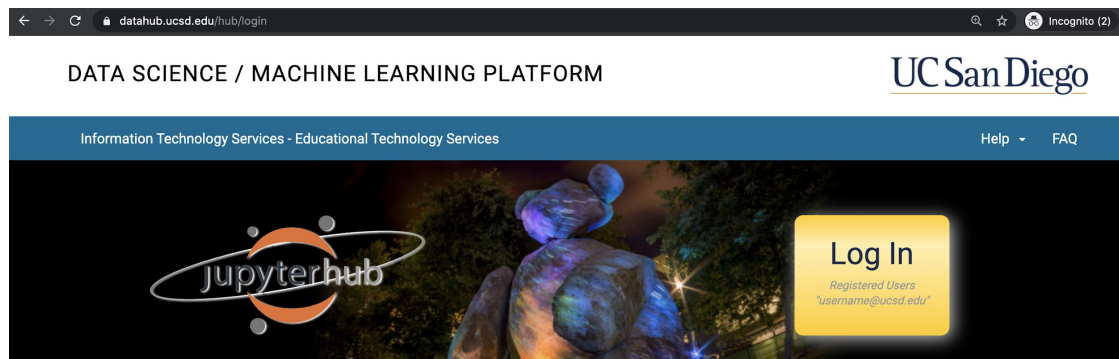 datahub.ucsd.edu/hub/login
Incognito (2)
DATA SCIENCE / MACHINE LEARNING PLATFORM
UC San Diego
Information Technology Services - Educational Technology Services
Help
FAQ
jupyterhub
Log In
Registered Users
"username@ucsd.edu"